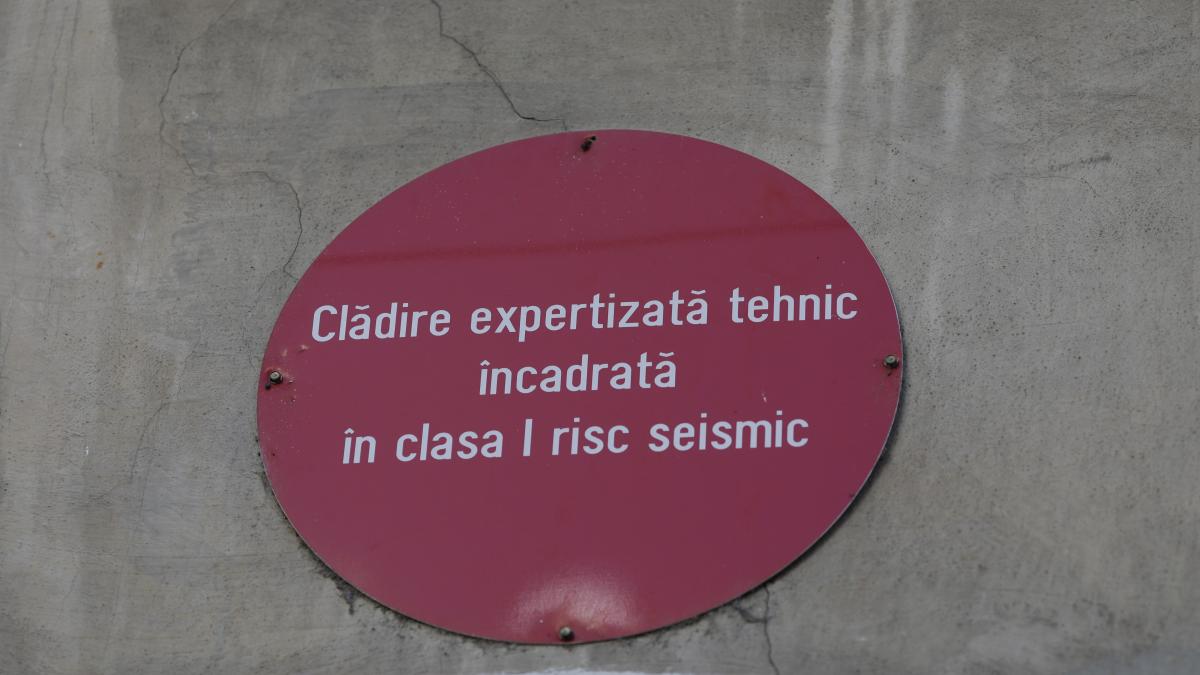 Clădire expertizată tehnic
încadrată
în clasa I risc seismic